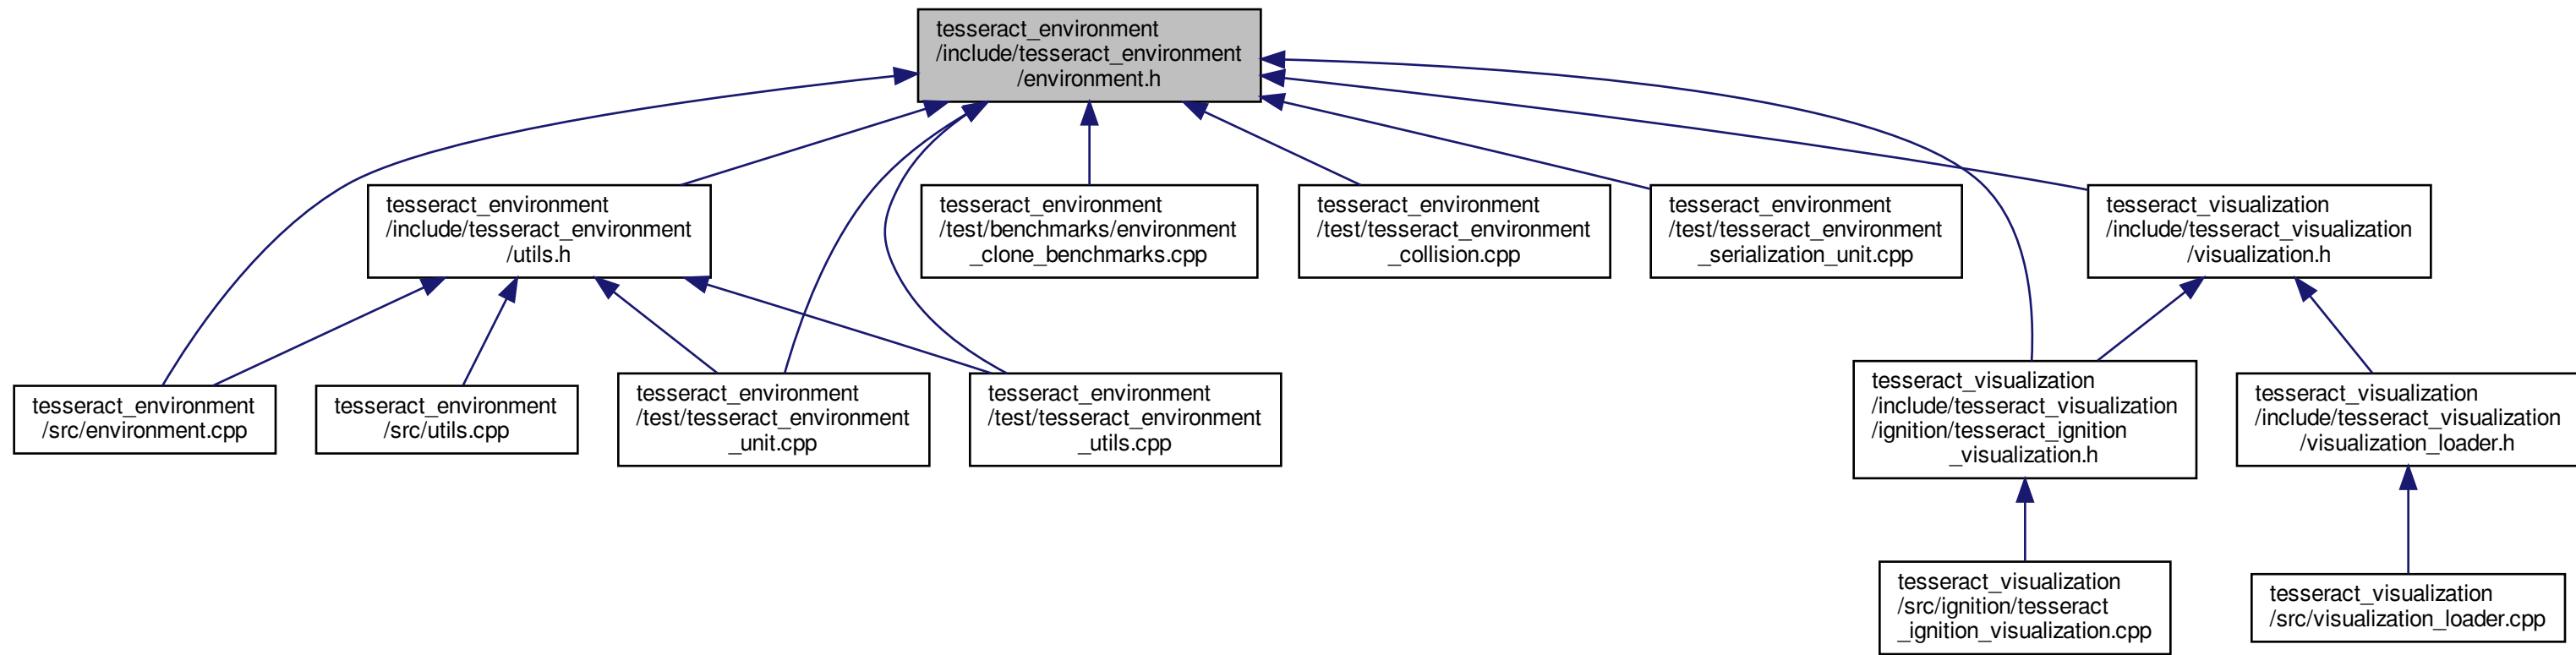 tesseract_environment
/include/tesseract_environment
/environment.h
tesseract_environment
/include/tesseract_environment
/utils.h
tesseract_environment
/test/benchmarks/environment
_clone_benchmarks.cpp
tesseract_environment
/test/tesseract_environment
_collision.cpp
tesseract_environment
/test/tesseract_environment
_serialization_unit.cpp
tesseract_visualization
/include/tesseract_visualization
/visualization.h
tesseract_environment
/src/environment.cpp
tesseract_environment
/src/utils.cpp
tesseract_environment
/test/tesseract_environment
_unit.cpp
tesseract_environment
/test/tesseract_environment
_utils.cpp
tesseract_visualization
/include/tesseract_visualization
/ignition/tesseract_ignition
_visualization.h
tesseract_visualization
/include/tesseract_visualization
/visualization_loader.h
tesseract_visualization
/src/ignition/tesseract
_ignition_visualization.cpp
tesseract_visualization
/src/visualization_loader.cpp